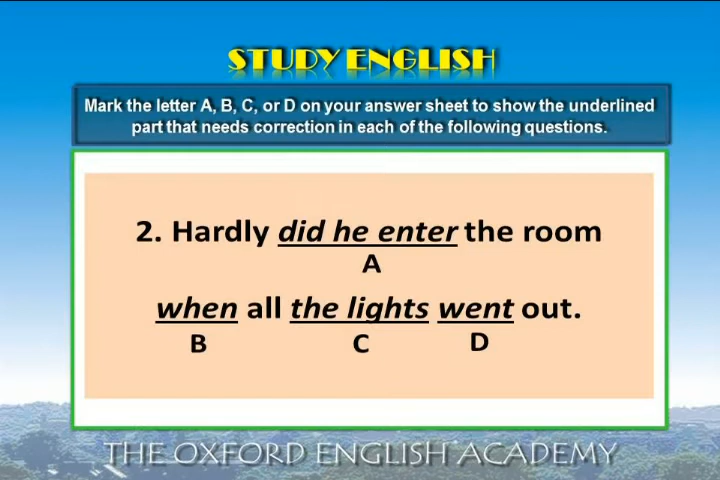 STUDY ENGLISH
Mark the letter A, B, C, or D on your answer sheet to show the underlined
part that needs correction in each of the following questions.
2. Hardly did he enter the room
A
when all the lights went out.
B C D
THE OXFORD ENGLISH ACADEMY